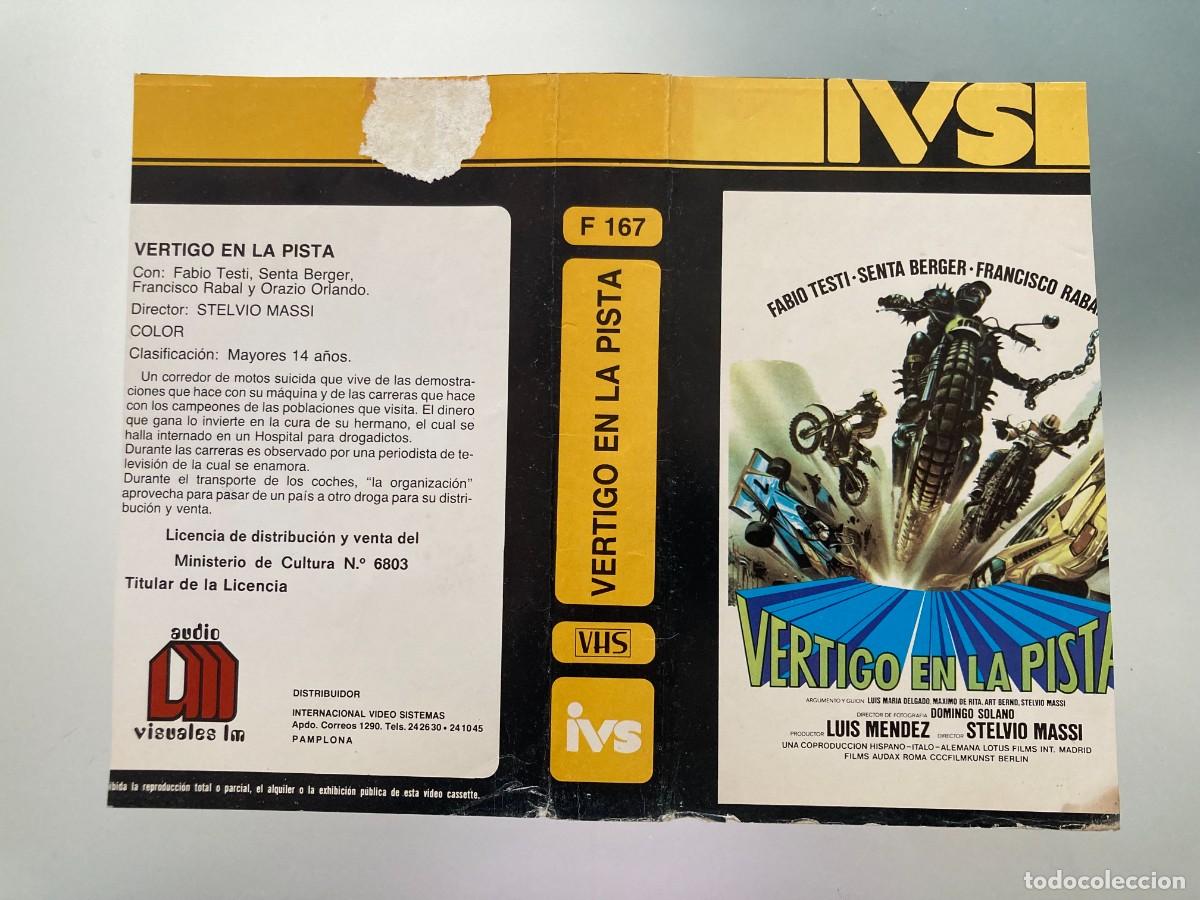 VERTIGO EN LA PISTA
Con: Fabio Testi, Senta Berger,
Francisco Rabal y Orazio Orlando.
Director: STELVIO MASSI
COLOR
Clasificación: Mayores 14 años.
Un corredor de motos suicida que vive de las demostra-
ciones que hace con su máquina y de las carreras que hace
con los campeones de las poblaciones que visita. El dinero
que gana lo invierte en la cura de su hermano, el cual se
halla internado en un Hospital para drogadictos.
Durante las carreras es observado por una periodista de te-
levisión de la cual se enamora.
Durante el transporte de los coches, "la organización"
aprovecha para pasar de un país a otro droga para su distri-
bución y venta.
Licencia de distribución y venta del
Ministerio de Cultura N.º 6803
Titular de la Licencia
audio
visuales lm
DISTRIBUIDOR
INTERNACIONAL VIDEO SISTEMAS
Apdo. Correos 1290. Tels. 242630 • 241045
PAMPLONA
ibida la reproducción total o parcial, el alquiler o la exhibición pública de esta video cassette.
F 167
VERTIGO EN LA PISTA
VHS
ivs
IVS
FABIO TESTI · SENTA BERGER · FRANCISCO RABA
VERTIGO EN LA PISTA
ARGUMENTO Y GUION LUIS MARIA DELGADO, MAXIMO DE RITA, ART BERND, STELVIO MASSI
DIRECTOR DE FOTOGRAFIA DOMINGO SOLANO
PRODUCTOR LUIS MENDEZ DIRECTOR STELVIO MASSI
UNA COPRODUCCION HISPANO-ITALO-ALEMANA LOTUS FILMS INT. MADRID
FILMS AUDAX ROMA CCCFILMKUNST BERLIN
todocoleccion